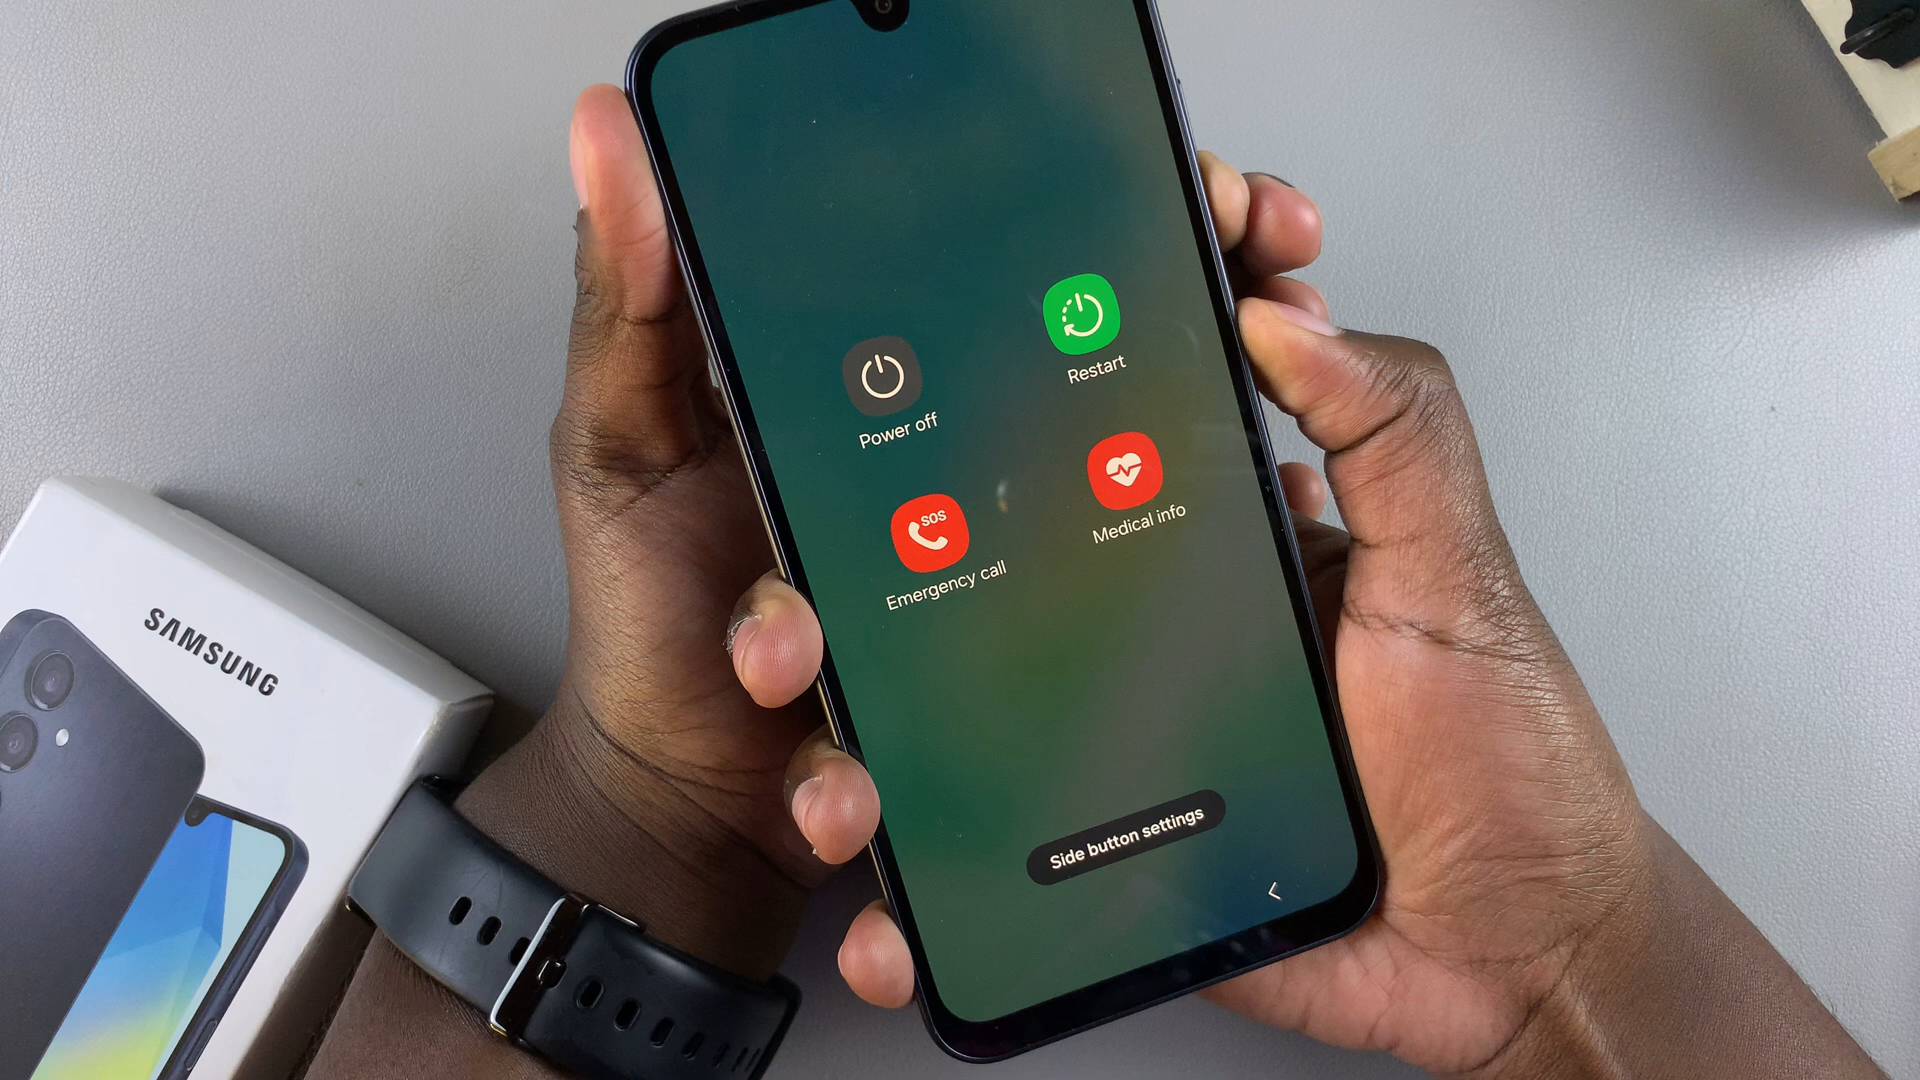 Restart
Power off
Medical info
SOS
Emergency call
SAMSUNG
Side button settings